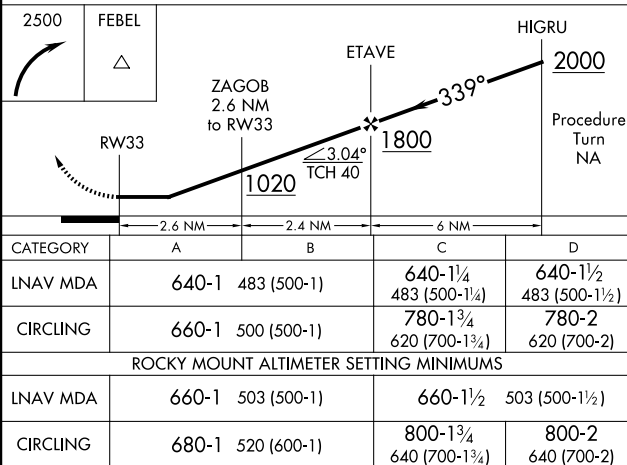 2500
FEBEL
HIGRU
2000
ETAVE
339°
ZAGOB
2.6 NM
to RW33
Procedure
Turn
NA
RW33
1800
3.04°
TCH 40
1020
2.6 NM 2.4 NM 6 NM
CATEGORY A B C D
LNAV MDA 640-1 483 (500-1) 640-1¼ 483 (500-1¼) 640-1½ 483 (500-1½)
CIRCLING 660-1 500 (500-1) 780-1¾ 620 (700-1¾) 780-2 620 (700-2)
ROCKY MOUNT ALTIMETER SETTING MINIMUMS
LNAV MDA 660-1 503 (500-1) 660-1½ 503 (500-1½)
CIRCLING 680-1 520 (600-1) 800-1¾ 640 (700-1¾) 800-2 640 (700-2)